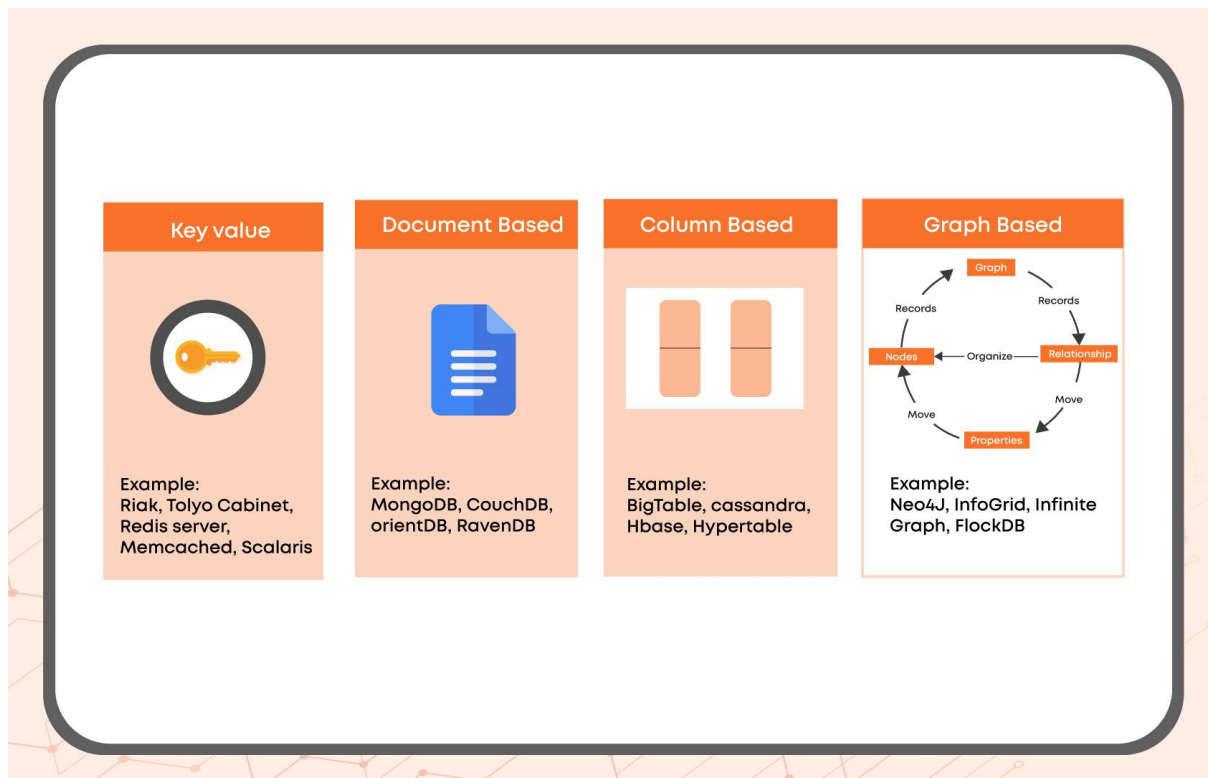 Key value
Example:
Riak, Tolyo Cabinet,
Redis server,
Memcached, Scalaris
Document Based
Example:
MongoDB, CouchDB,
orientDB, RavenDB
Column Based
Example:
BigTable, cassandra,
Hbase, Hypertable
Graph Based
Graph
Records
Records
Nodes
Organize
Relationship
Move
Move
Properties
Example:
Neo4J, InfoGrid, Infinite
Graph, FlockDB